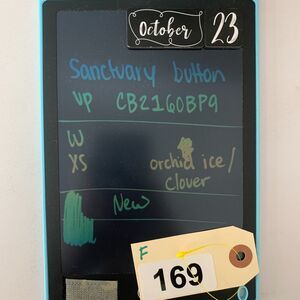 October 23
Sanctuary button
up CB2160BP9
W
XS orchid ice/
clover
New
F
169